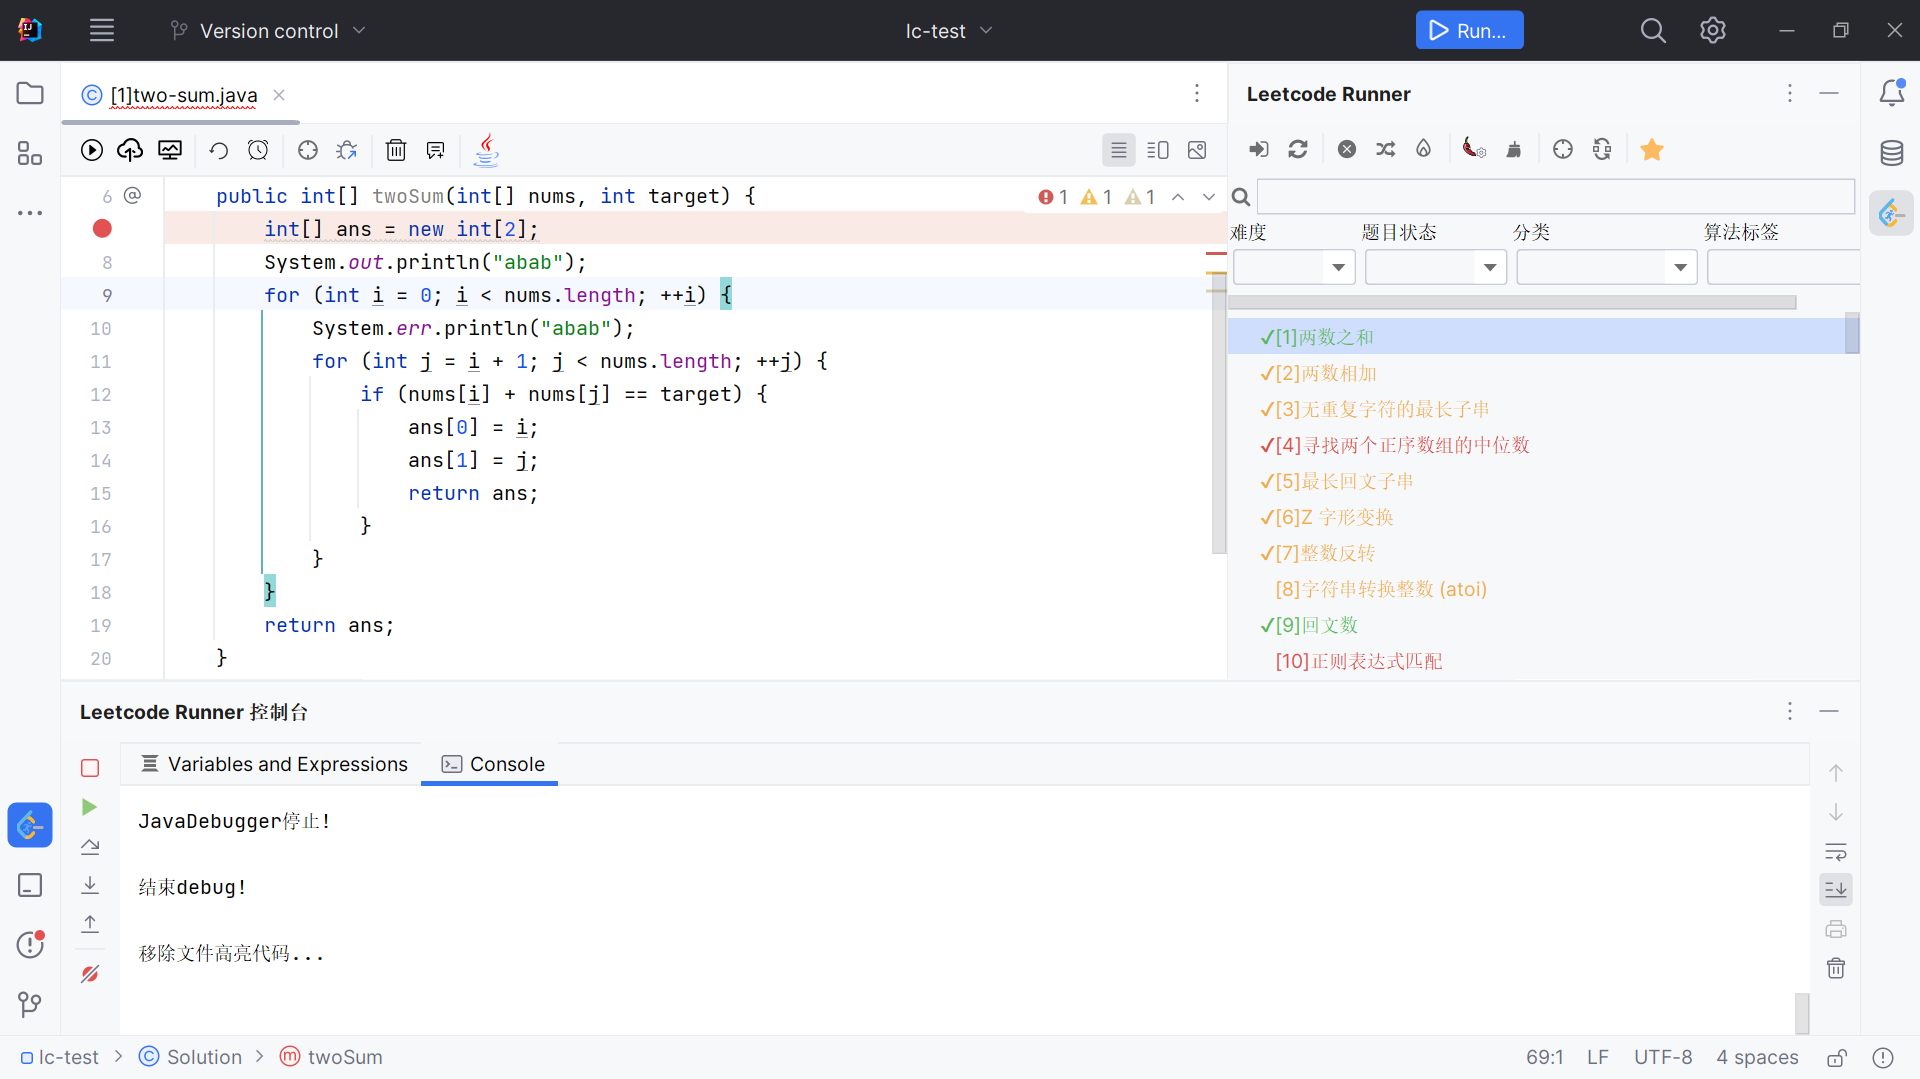 Version control
lc-test
Run...
[1]two-sum.java
Leetcode Runner
6 @ public int[] twoSum(int[] nums, int target) {
1 1 1
int[] ans = new int[2];
8 System.out.println("abab");
9 for (int i = 0; i < nums.length; ++i) {
10 System.err.println("abab");
11 for (int j = i + 1; j < nums.length; ++j) {
12 if (nums[i] + nums[j] == target) {
13 ans[0] = i;
14 ans[1] = j;
15 return ans;
16 }
17 }
18 }
19 return ans;
20 }
难度 题目状态 分类 算法标签
✓[1]两数之和
✓[2]两数相加
✓[3]无重复字符的最长子串
✓[4]寻找两个正序数组的中位数
✓[5]最长回文子串
✓[6]Z 字形变换
✓[7]整数反转
[8]字符串转换整数 (atoi)
✓[9]回文数
[10]正则表达式匹配
Leetcode Runner 控制台
Variables and Expressions
Console
JavaDebugger停止!
结束debug!
移除文件高亮代码...
lc-test > Solution > twoSum
69:1 LF UTF-8 4 spaces